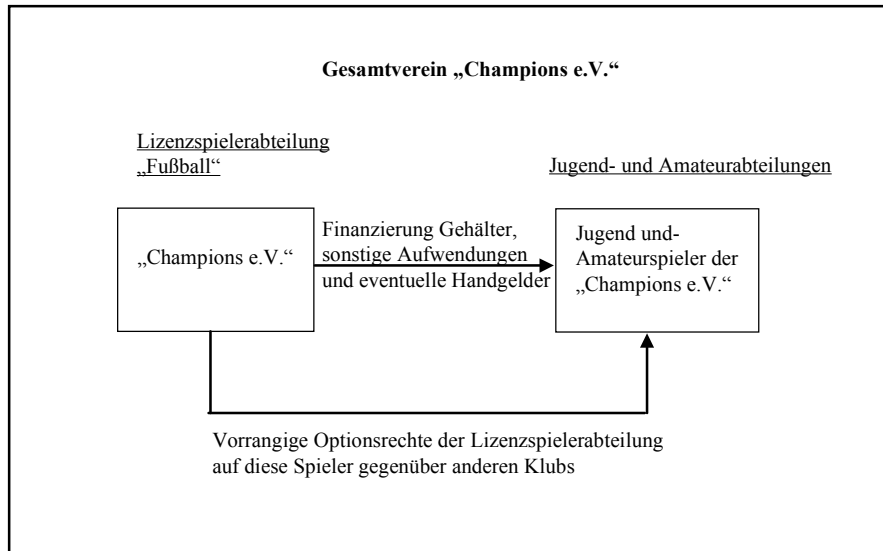 Gesamtverein „Champions e.V.“
Lizenzspielerabteilung
„Fußball“
Jugend- und Amateurabteilungen
„Champions e.V.“
Finanzierung Gehälter,
sonstige Aufwendungen
und eventuelle Handgelder
Jugend und-
Amateurspieler der
„Champions e.V.“
Vorrangige Optionsrechte der Lizenzspielerabteilung
auf diese Spieler gegenüber anderen Klubs